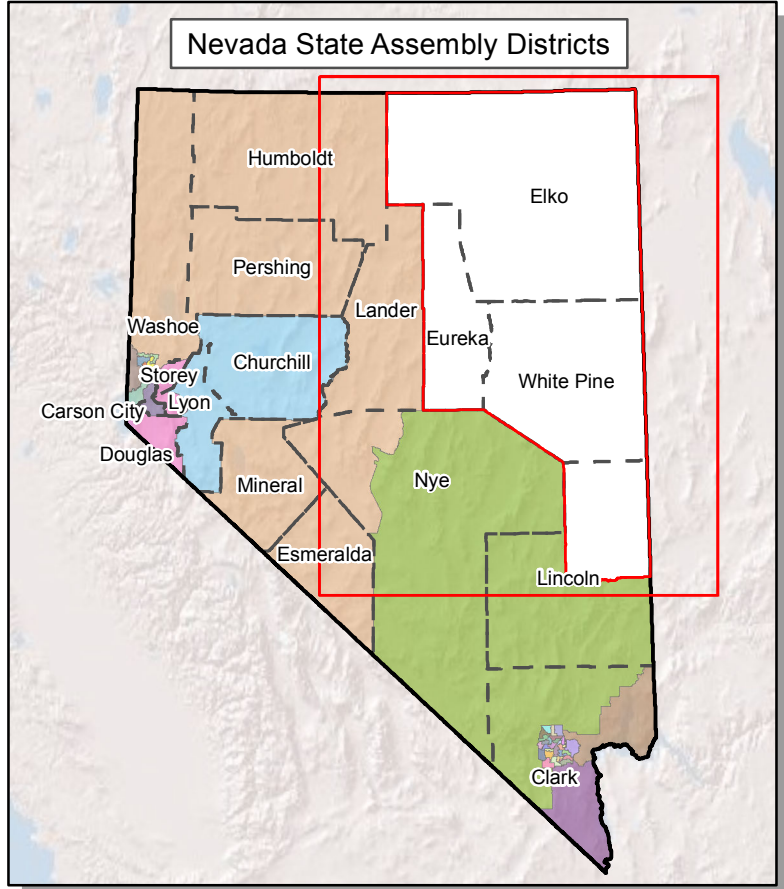 Nevada State Assembly Districts
Humboldt
Elko
Pershing
Lander
Washoe
Eureka
Churchill
Storey
White Pine
Lyon
Carson City
Douglas
Nye
Mineral
Esmeralda
Lincoln
Clark